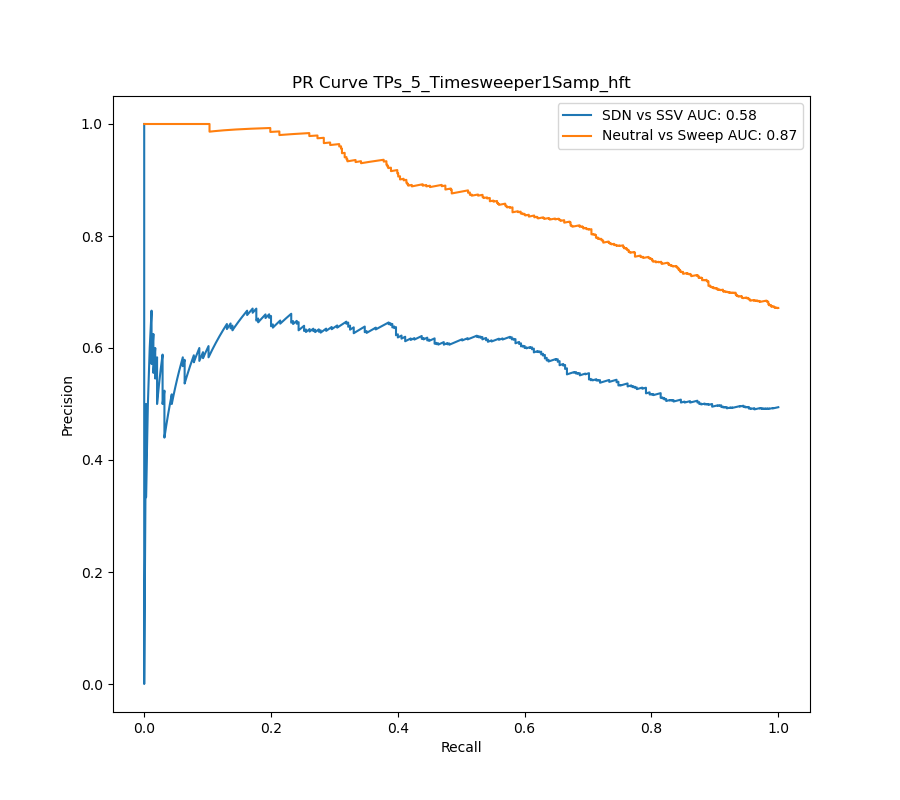 PR Curve TPs_5_Timesweeper1Samp_hft
SDN vs SSV AUC: 0.58
Neutral vs Sweep AUC: 0.87
1.0
0.8
0.6
0.4
0.2
0.0
Precision
0.0 0.2 0.4 0.6 0.8 1.0
Recall